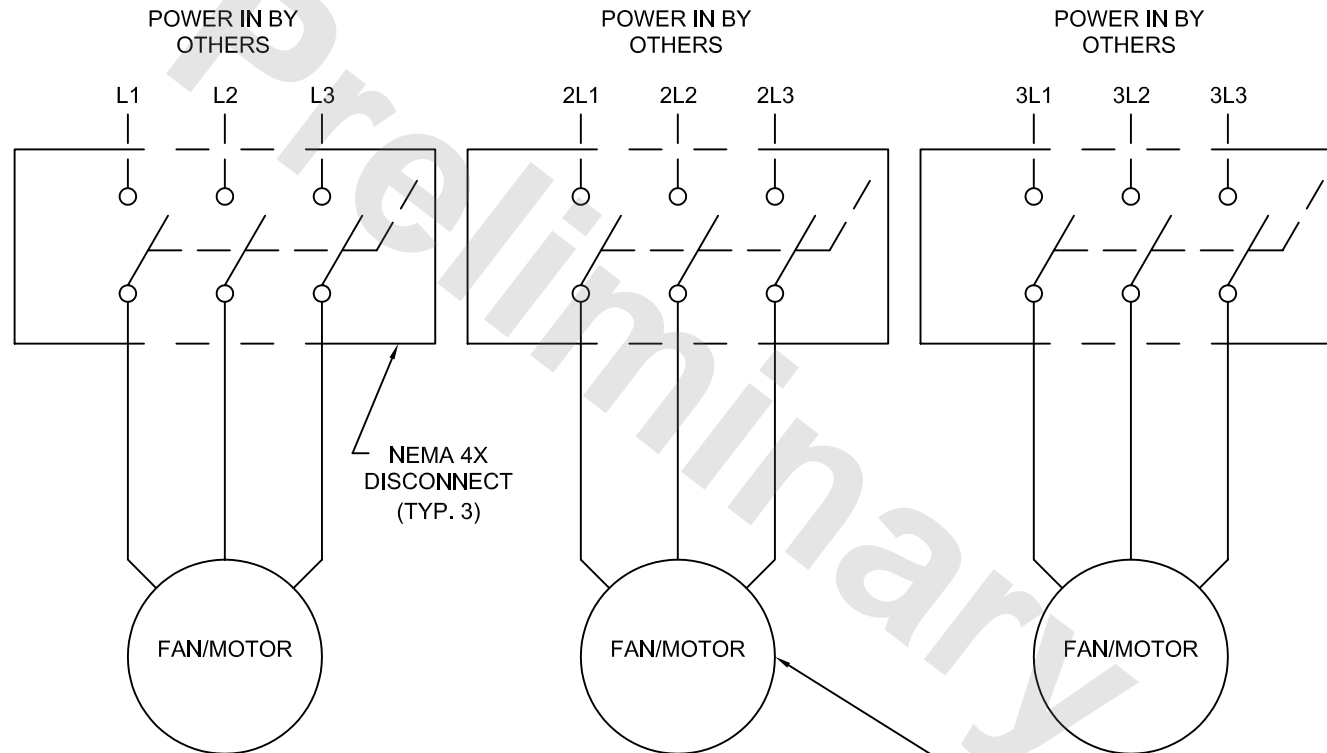 POWER IN BY
OTHERS
POWER IN BY
OTHERS
POWER IN BY
OTHERS
L1 L2 L3
2L1 2L2 2L3
3L1 3L2 3L3
NEMA 4X
DISCONNECT
(TYP. 3)
FAN/MOTOR
FAN/MOTOR
FAN/MOTOR
Preliminary